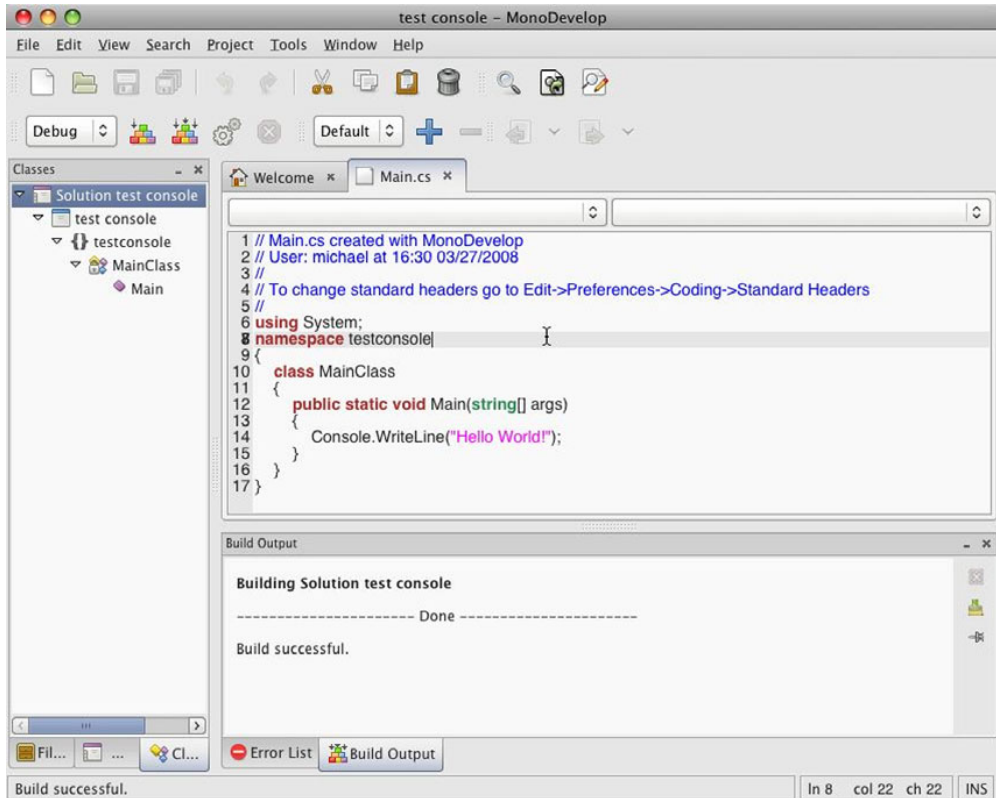 test console – MonoDevelop
File Edit View Search Project Tools Window Help
Debug Default
Classes
Solution test console
test console
{} testconsole
MainClass
Main
Welcome Main.cs
1 // Main.cs created with MonoDevelop
2 // User: michael at 16:30 03/27/2008
3 //
4 // To change standard headers go to Edit->Preferences->Coding->Standard Headers
5 //
6 using System;
8 namespace testconsole
9 {
10 class MainClass
11 {
12 public static void Main(string[] args)
13 {
14 Console.WriteLine("Hello World!");
15 }
16 }
17 }
Build Output
Building Solution test console
---------------------- Done ----------------------
Build successful.
Fil... ... Cl...
Error List Build Output
Build successful.
ln 8 col 22 ch 22 INS